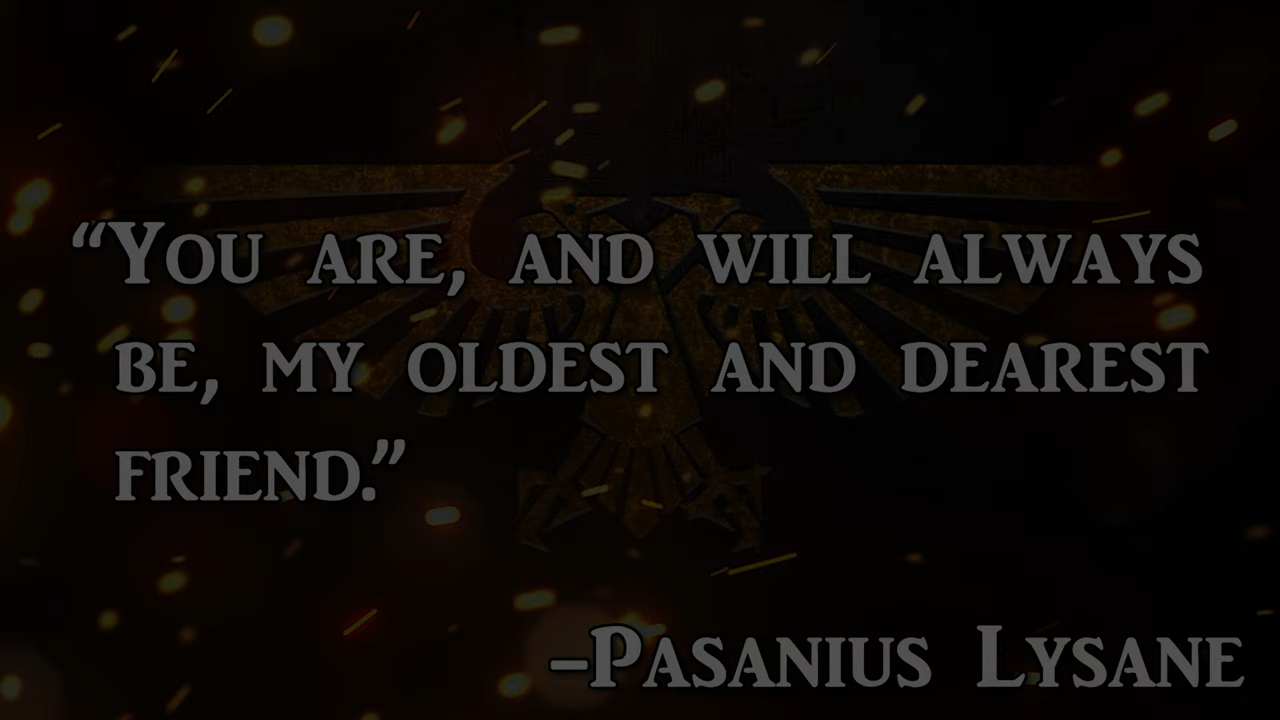 “You are, and will always
be, my oldest and dearest
friend.”
–Pasanius Lysane